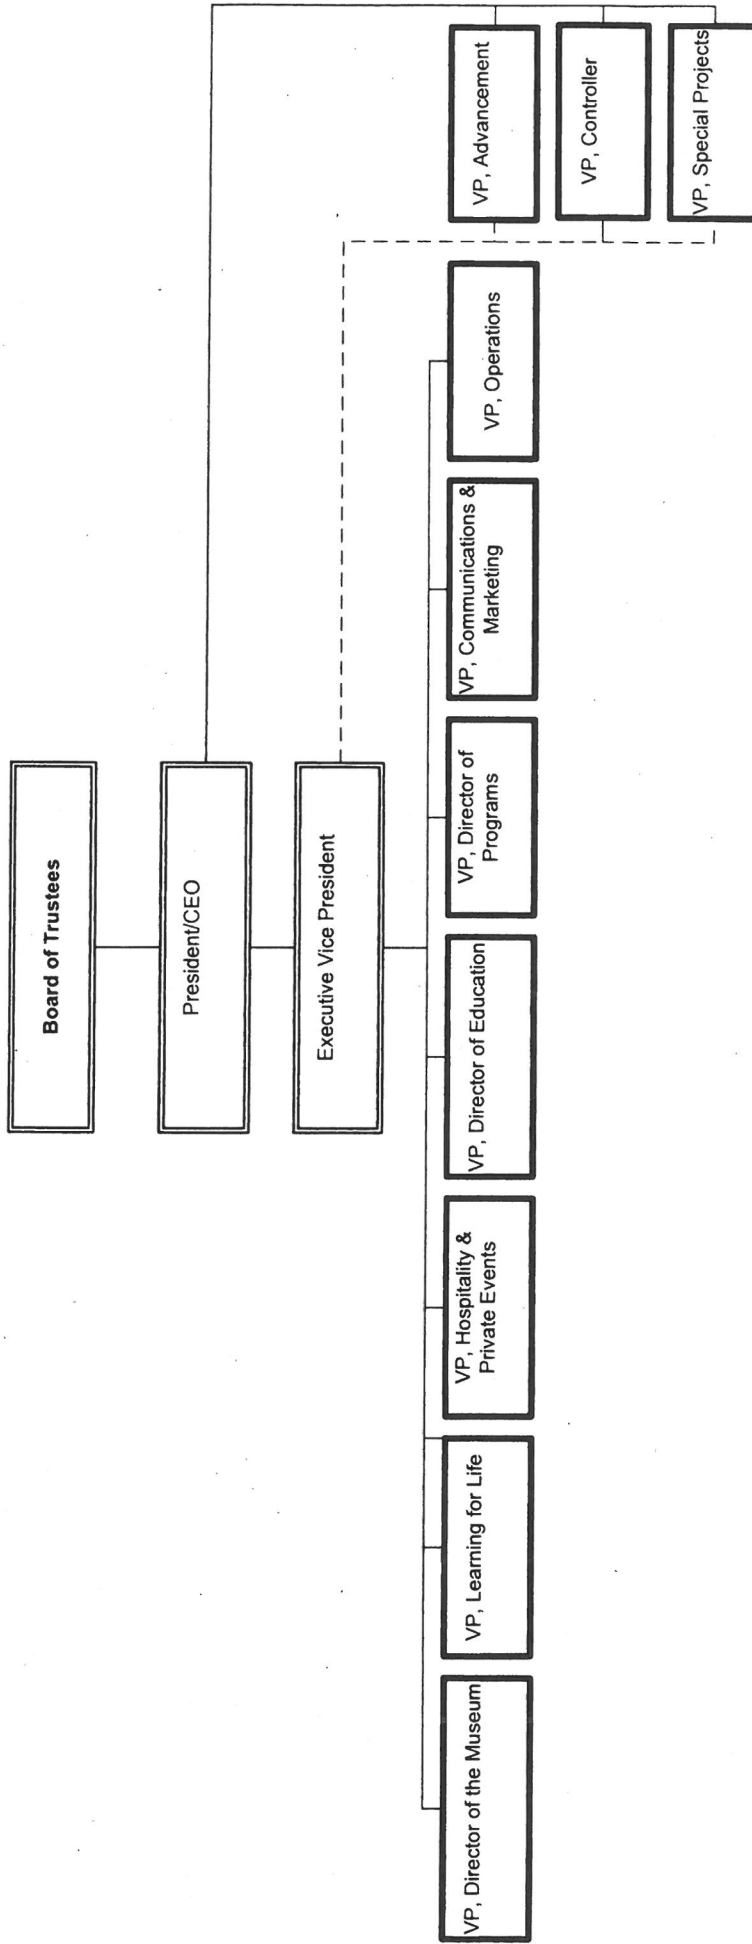 Board of Trustees
President/CEO
Executive Vice President
VP, Director of the Museum
VP, Learning for Life
VP, Hospitality &
Private Events
VP, Director of Education
VP, Director of
Programs
VP, Communications &
Marketing
VP, Operations
VP, Advancement
VP, Controller
VP, Special Projects